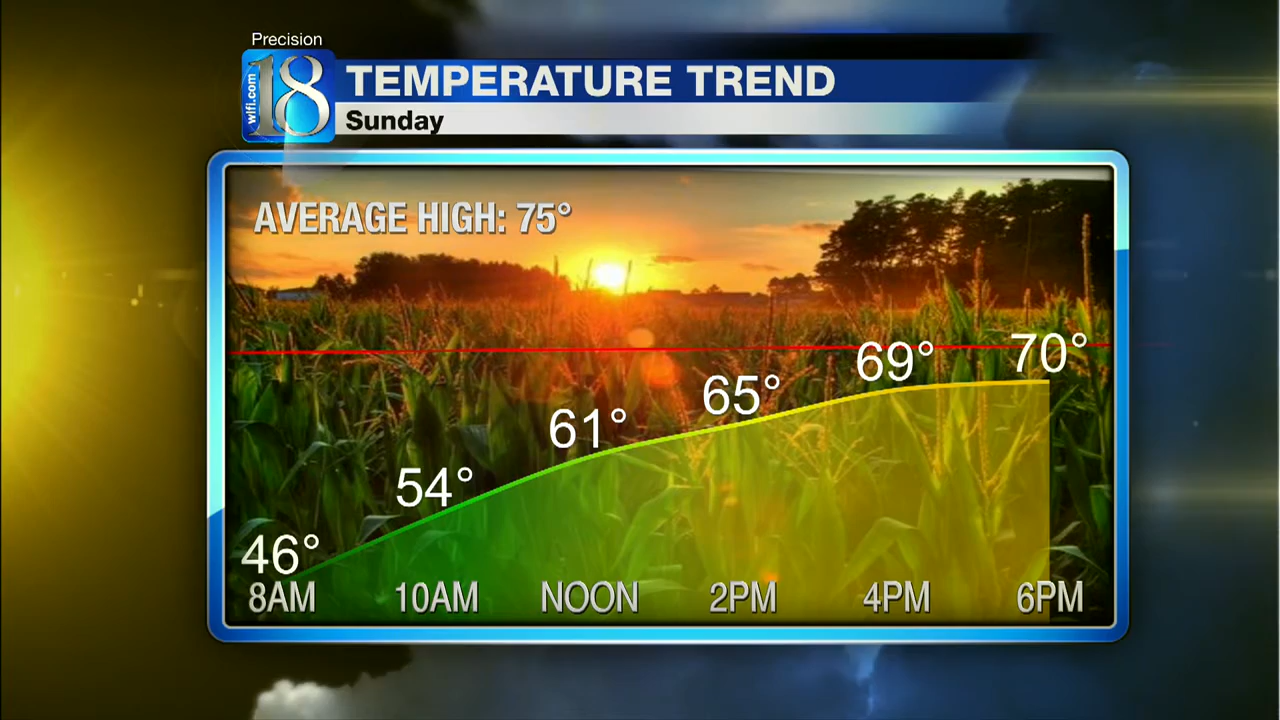 Precision
wlfi.com
18
TEMPERATURE TREND
Sunday
AVERAGE HIGH: 75°
46°
54°
61°
65°
69°
70°
8AM
10AM
NOON
2PM
4PM
6PM